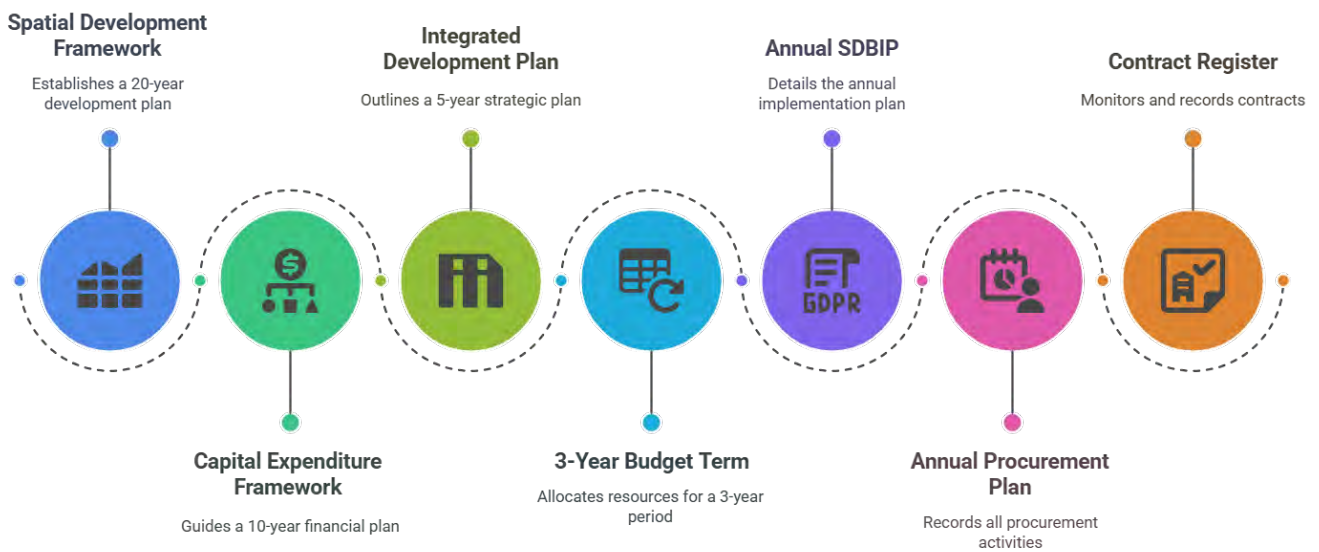 Spatial Development
Framework
Establishes a 20-year
development plan
Integrated
Development Plan
Outlines a 5-year strategic plan
Annual SDBIP
Details the annual
implementation plan
Contract Register
Monitors and records contracts
$
GDPR
Capital Expenditure
Framework
Guides a 10-year financial plan
3-Year Budget Term
Allocates resources for a 3-year
period
Annual Procurement
Plan
Records all procurement
activities